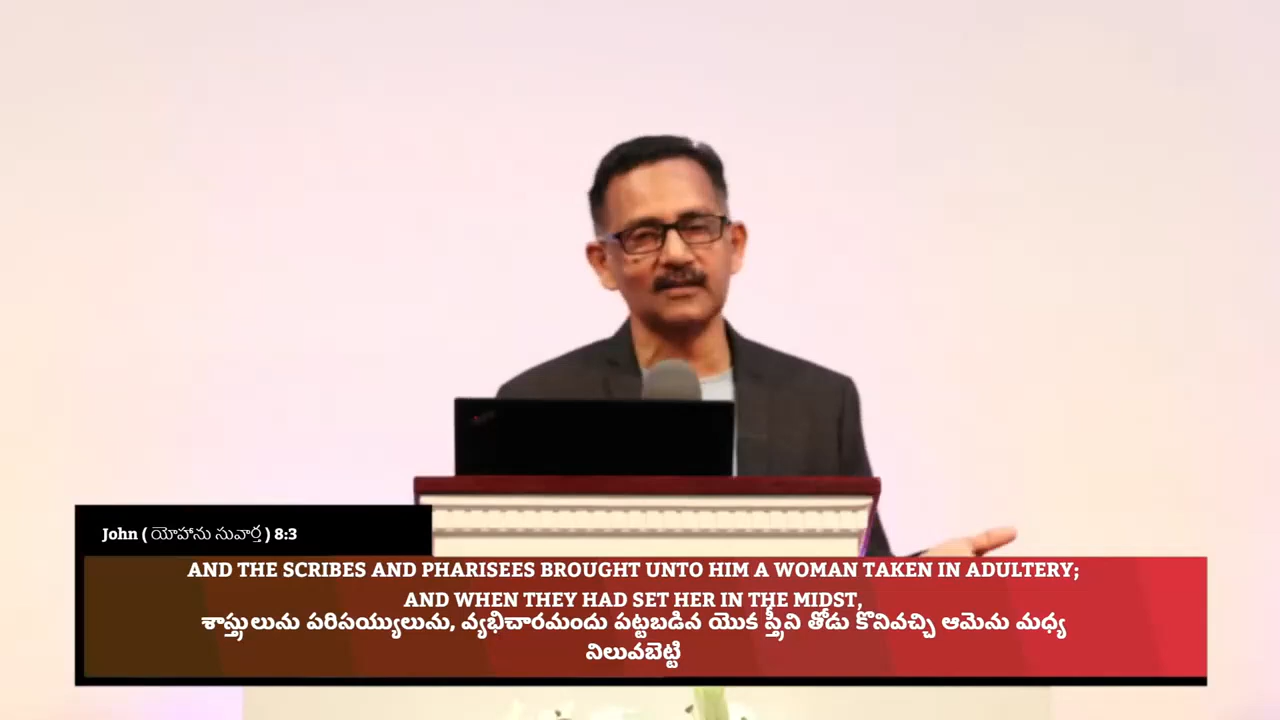 John ( యోహాను సువార్త ) 8:3
AND THE SCRIBES AND PHARISEES BROUGHT UNTO HIM A WOMAN TAKEN IN ADULTERY;
AND WHEN THEY HAD SET HER IN THE MIDST,
శాస్త్రులును పరిసయ్యులును, వ్యభిచారమందు పట్టబడిన యొక స్త్రీని తోడు కొనివచ్చి ఆమెను మధ్య
నిలువబెట్టి